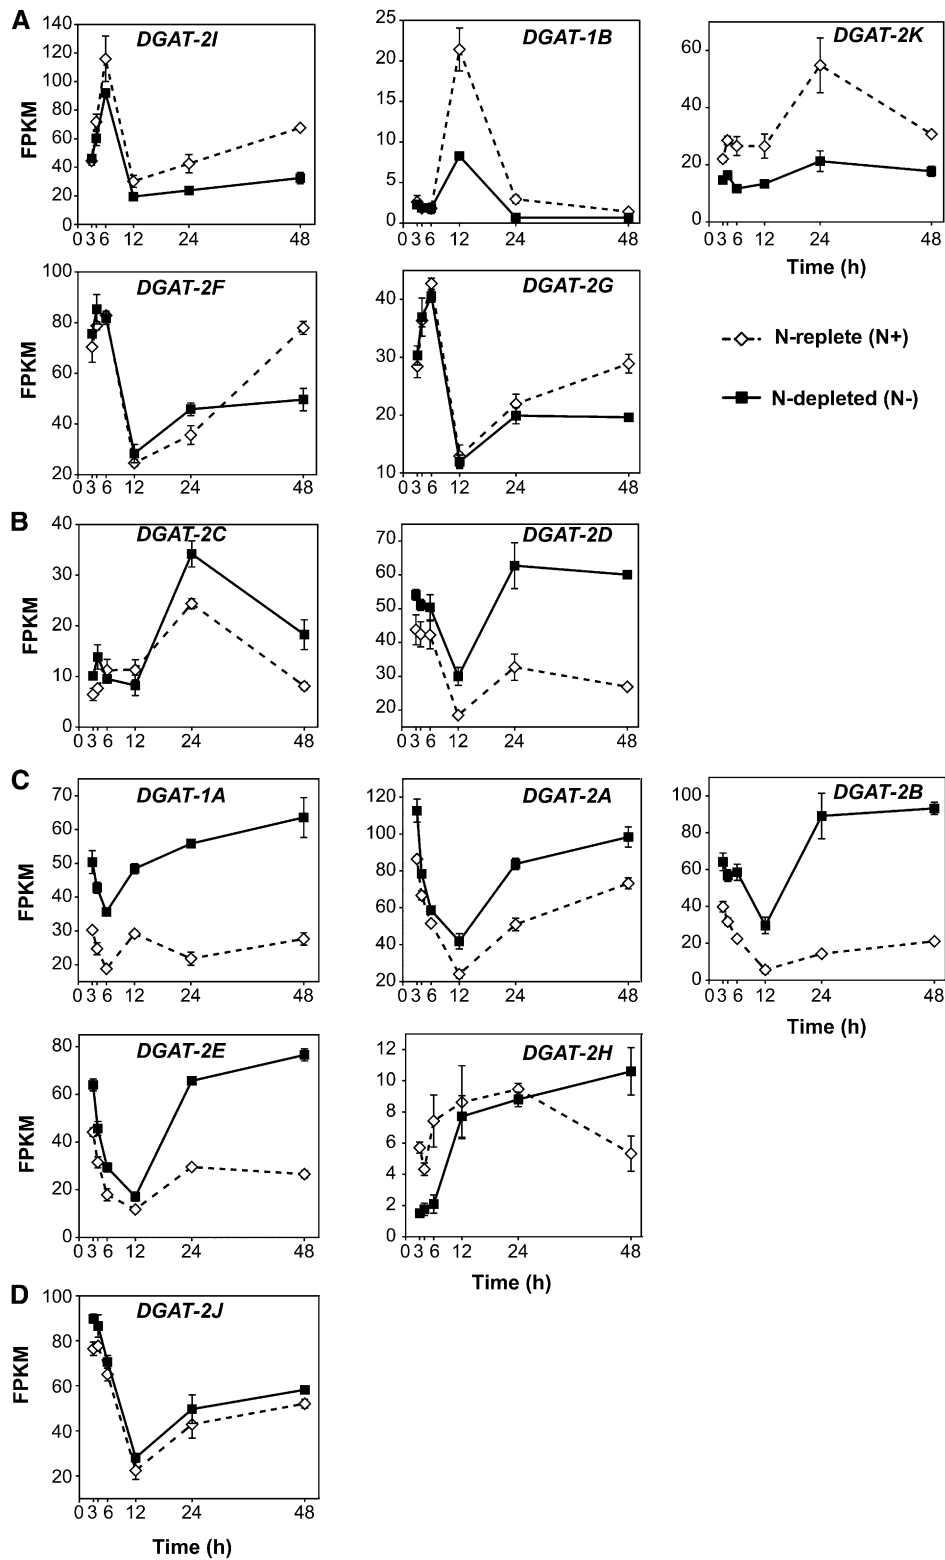 A
DGAT-2I
FPKM
140
120
100
80
60
40
20
0
0 3 6 12 24 48
DGAT-1B
25
20
15
10
5
0
0 3 6 12 24 48
DGAT-2K
60
40
20
0
0 3 6 12 24 48
Time (h)
DGAT-2F
FPKM
100
80
60
40
20
0 3 6 12 24 48
DGAT-2G
40
30
20
10
0 3 6 12 24 48
N-replete (N+)
N-depleted (N-)
B
DGAT-2C
FPKM
40
30
20
10
0
0 3 6 12 24 48
DGAT-2D
70
60
50
40
30
20
0 3 6 12 24 48
C
DGAT-1A
FPKM
70
60
50
40
30
20
0 3 6 12 24 48
DGAT-2A
120
100
80
60
40
20
0 3 6 12 24 48
DGAT-2B
100
80
60
40
20
0
0 3 6 12 24 48
Time (h)
DGAT-2E
FPKM
80
60
40
20
0
0 3 6 12 24 48
DGAT-2H
12
10
8
6
4
2
0
0 3 6 12 24 48
Time (h)
D
DGAT-2J
FPKM
100
80
60
40
20
0 3 6 12 24 48
Time (h)